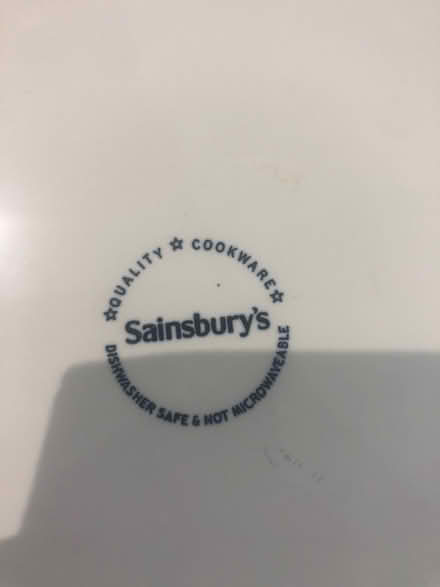 ☆ QUALITY ☆ COOKWARE ☆
Sainsbury's
DISHWASHER SAFE & NOT MICROWAVEABLE